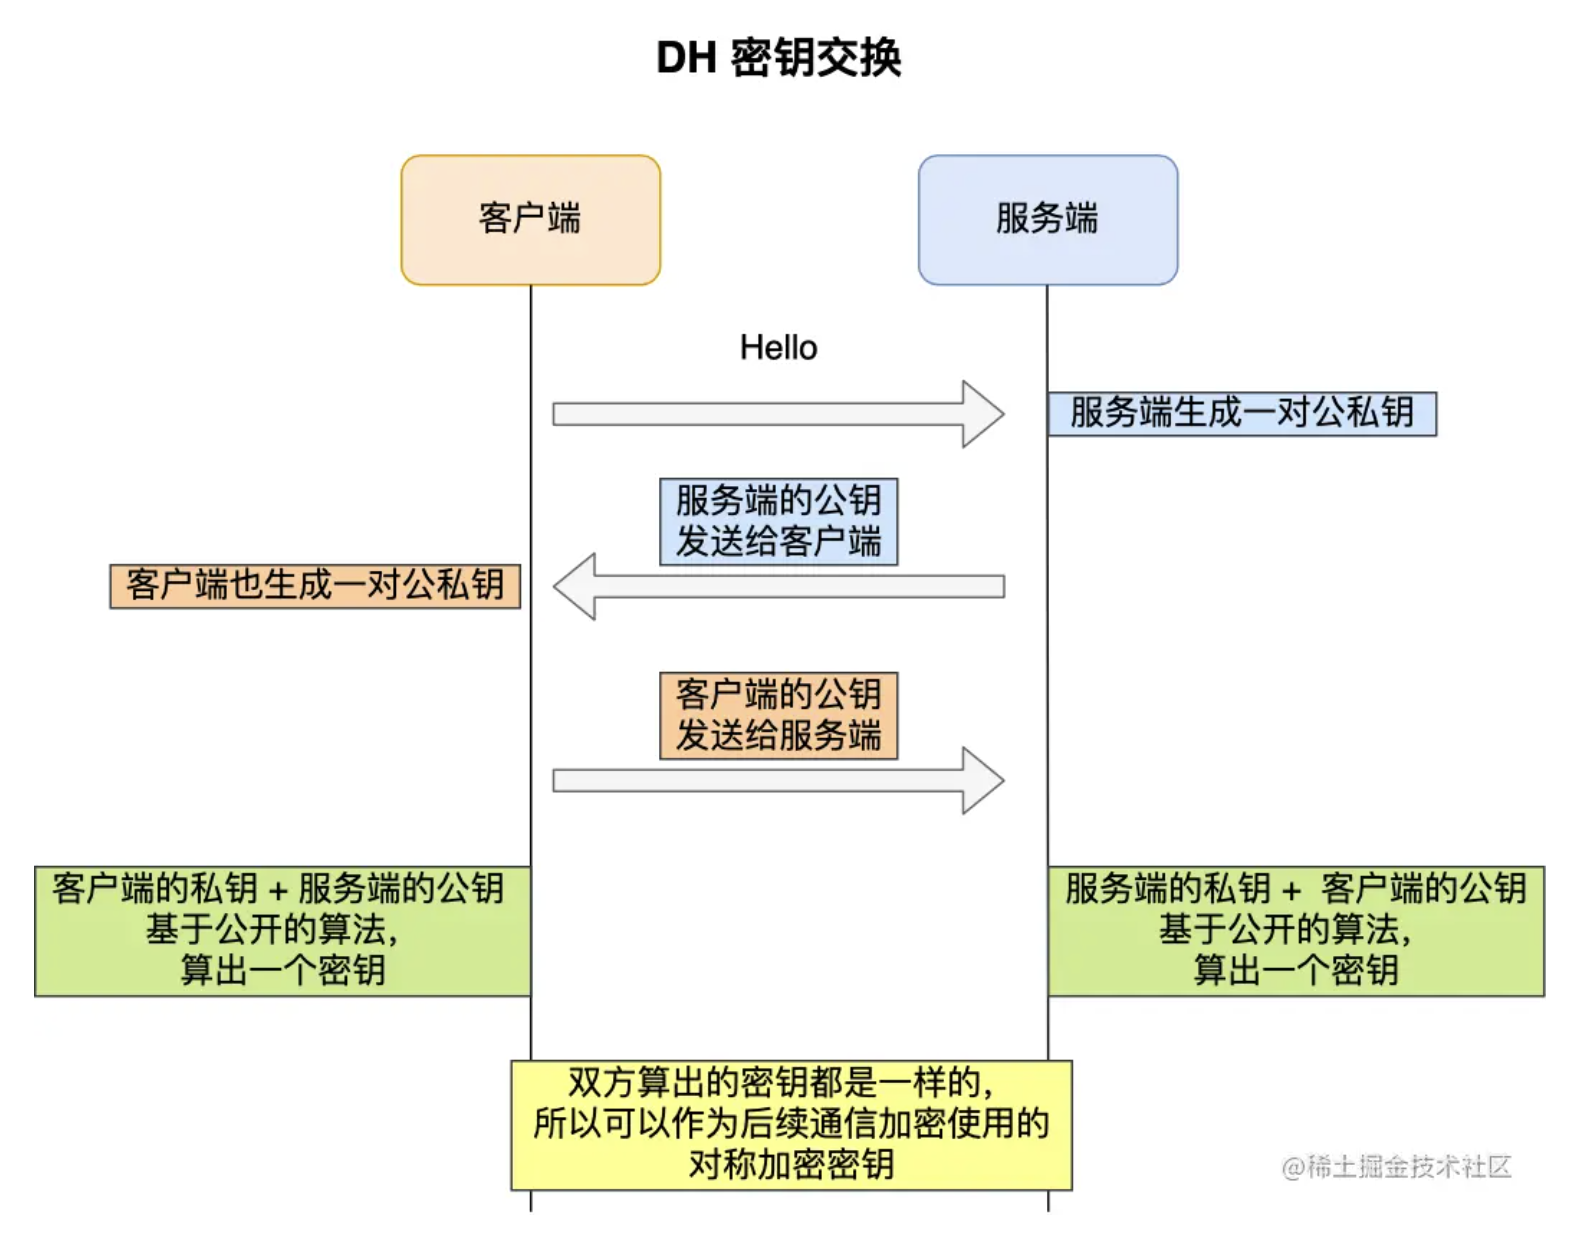 DH 密钥交换
客户端
服务端
Hello
服务端生成一对公私钥
服务端的公钥
发送给客户端
客户端也生成一对公私钥
客户端的公钥
发送给服务端
客户端的私钥 + 服务端的公钥
基于公开的算法，
算出一个密钥
服务端的私钥 + 客户端的公钥
基于公开的算法，
算出一个密钥
双方算出的密钥都是一样的，
所以可以作为后续通信加密使用的
对称加密密钥
@稀土掘金技术社区